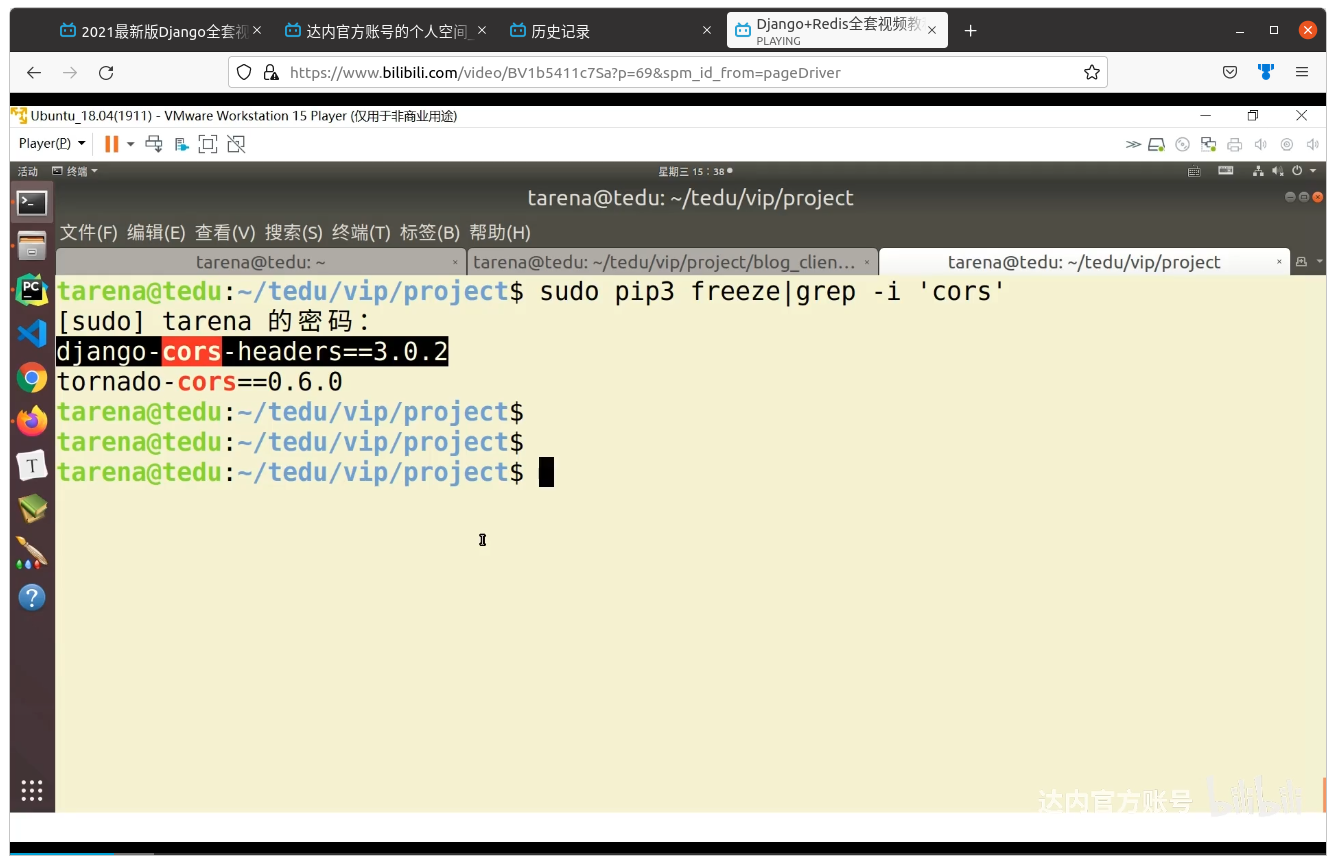 2021最新版Django全套视
达内官方账号的个人空间_
历史记录
Django+Redis全套视频教
PLAYING
https://www.bilibili.com/video/BV1b5411c7Sa?p=69&spm_id_from=pageDriver
Ubuntu_18.04(1911) - VMware Workstation 15 Player (仅用于非商业用途)
Player(P)
活动 终端 星期三 15：38
tarena@tedu: ~/tedu/vip/project
文件(F) 编辑(E) 查看(V) 搜索(S) 终端(T) 标签(B) 帮助(H)
tarena@tedu: ~
tarena@tedu: ~/tedu/vip/project/blog_clien...
tarena@tedu: ~/tedu/vip/project
tarena@tedu:~/tedu/vip/project$ sudo pip3 freeze|grep -i 'cors'
[sudo] tarena 的密码：
django-cors-headers==3.0.2
tornado-cors==0.6.0
tarena@tedu:~/tedu/vip/project$
tarena@tedu:~/tedu/vip/project$
tarena@tedu:~/tedu/vip/project$
达内官方账号 bilibili